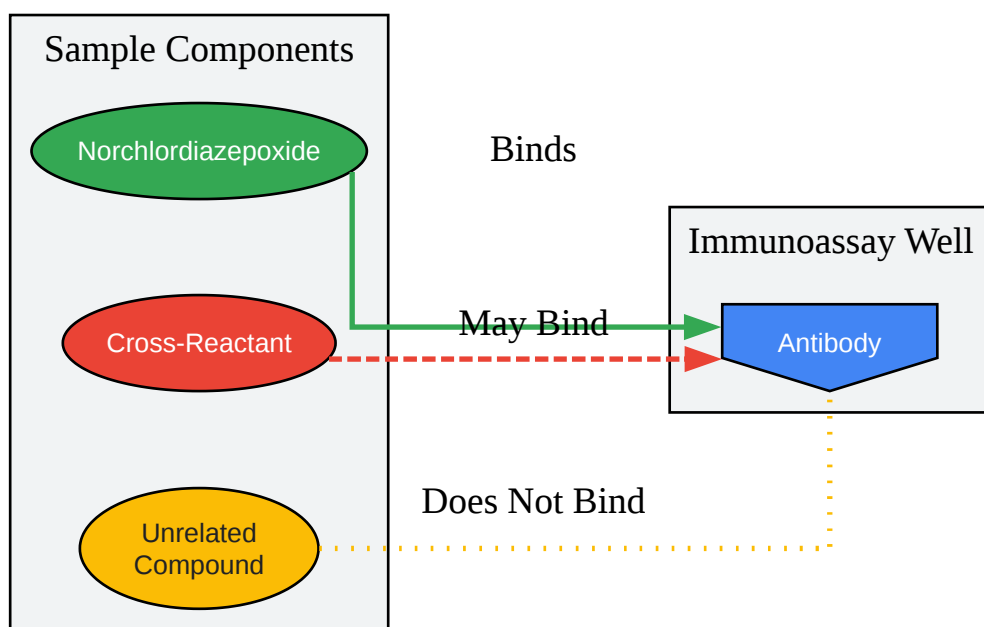 Sample Components
Norchlordiazepoxide
Binds
Immunoassay Well
Cross-Reactant
May Bind
Antibody
Does Not Bind
Unrelated
Compound